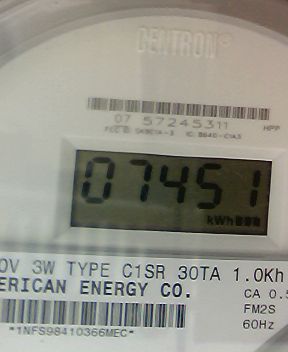 CENTRON®
07 57245311
HPP
07451
kWh
0V 3W TYPE C1SR 30TA 1.0Kh
ERICAN ENERGY CO.
CA 0.5
FM2S
60Hz
*1NFS98410366MEC*